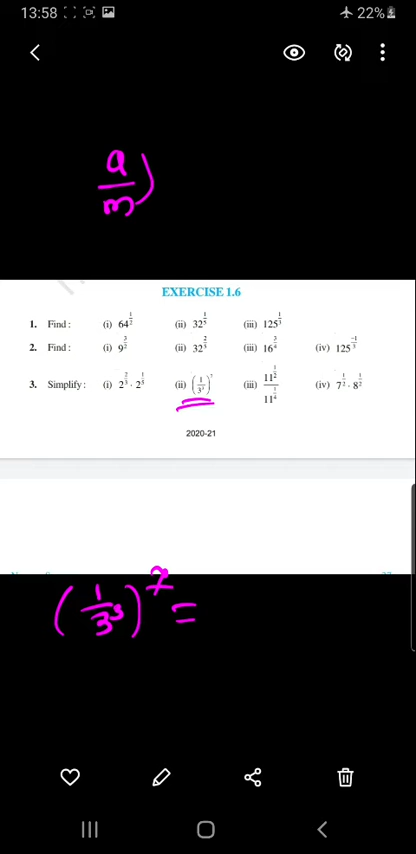 13:58 22%
a
m)
EXERCISE 1.6
1. Find : (i) 64^{1/2} (ii) 32^{1/5} (iii) 125^{1/3}
2. Find : (i) 9^{3/2} (ii) 32^{2/5} (iii) 16^{3/4} (iv) 125^{-1/3}
3. Simplify : (i) 2^{2/3} . 2^{1/5} (ii) (1/3^3)^7 (iii) 11^{1/2}/11^{1/4} (iv) 7^{1/2} . 8^{1/2}
2020-21
(1/3^3)^7 =